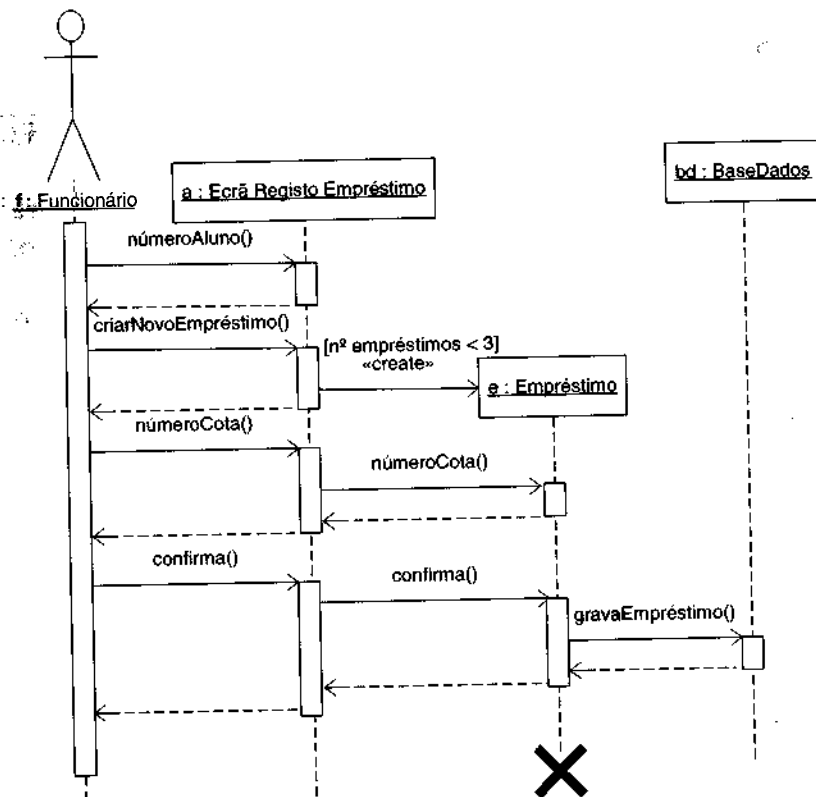 bd : BaseDados
a : Ecrã Registo Empréstimo
: f : Funcionário
númeroAluno()
criarNovoEmpréstimo()
[nº empréstimos < 3]
«create»
e : Empréstimo
númeroCota()
númeroCota()
confirma()
confirma()
gravaEmpréstimo()